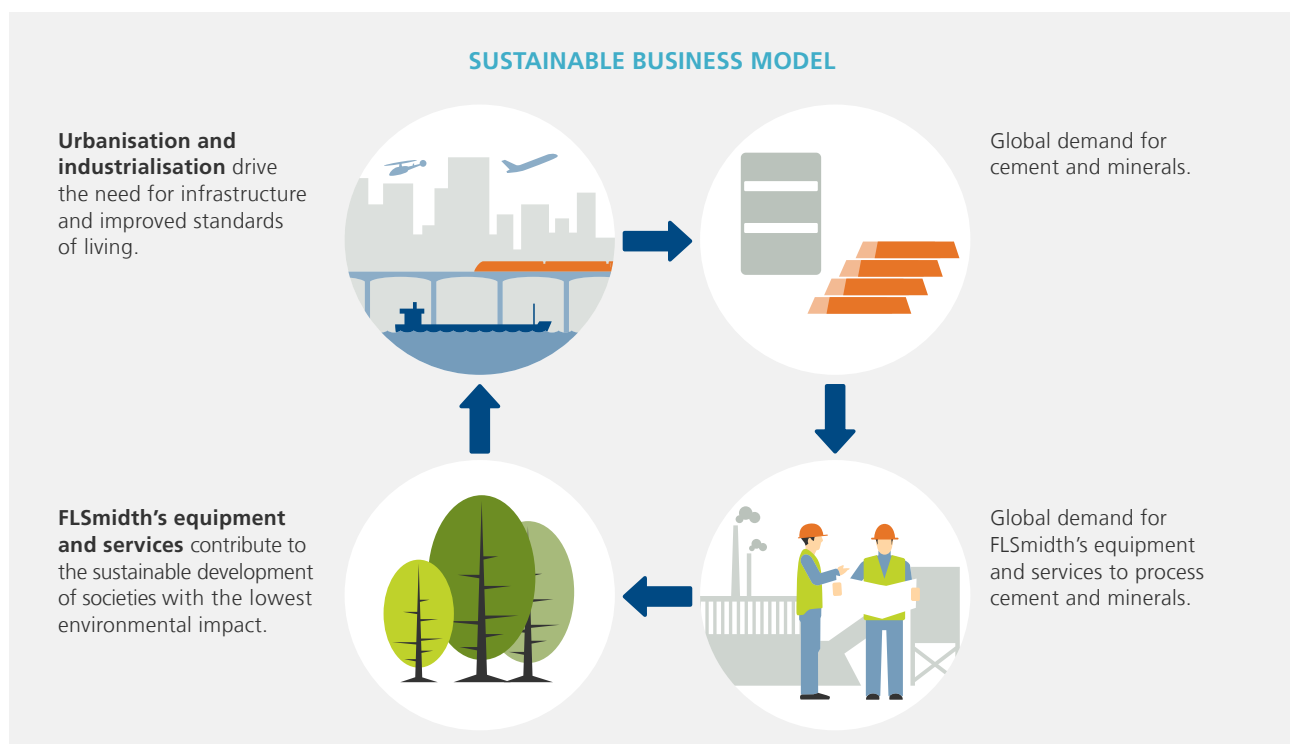 SUSTAINABLE BUSINESS MODEL
Urbanisation and
industrialisation drive
the need for infrastructure
and improved standards
of living.
Global demand for
cement and minerals.
Global demand for
FLSmidth’s equipment
and services to process
cement and minerals.
FLSmidth’s equipment
and services contribute to
the sustainable development
of societies with the lowest
environmental impact.